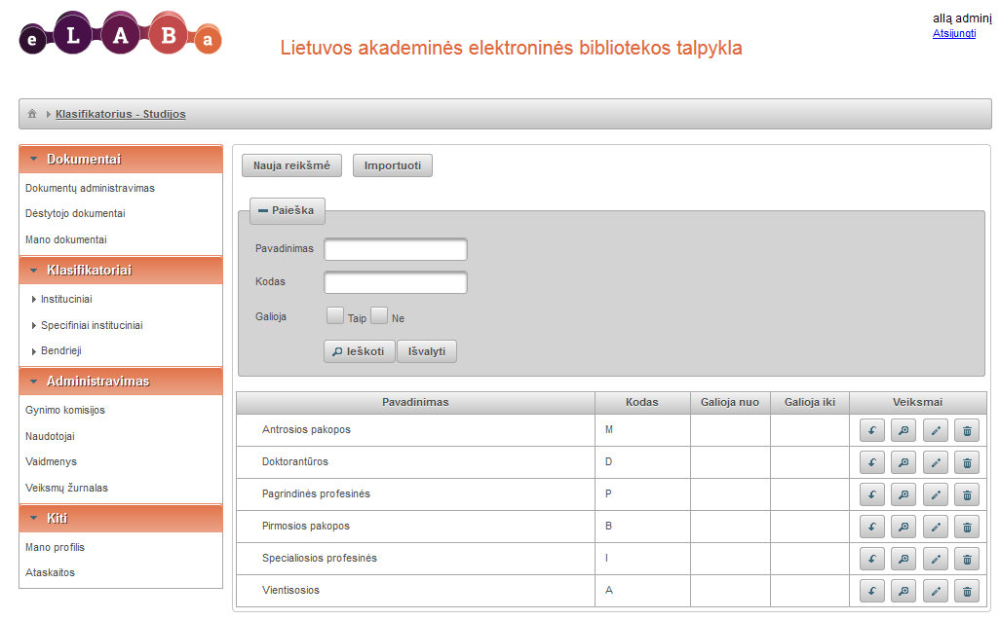 eLABa
allą adminį
Atsijungti
Lietuvos akademinės elektroninės bibliotekos talpykla
Klasifikatorius - Studijos
Dokumentai
Dokumentų administravimas
Dėstytojo dokumentai
Mano dokumentai
Klasifikatoriai
Instituciniai
Specifiniai instituciniai
Bendrieji
Administravimas
Gynimo komisijos
Naudotojai
Vaidmenys
Veiksmų žurnalas
Kiti
Mano profilis
Ataskaitos
Nauja reikšmė Importuoti
Paieška
Pavadinimas
Kodas
Galioja Taip Ne
Ieškoti Išvalyti
Pavadinimas Kodas Galioja nuo Galioja iki Veiksmai
Antrosios pakopos M
Doktorantūros D
Pagrindinės profesinės P
Pirmosios pakopos B
Specialiosios profesinės I
Vientisosios A